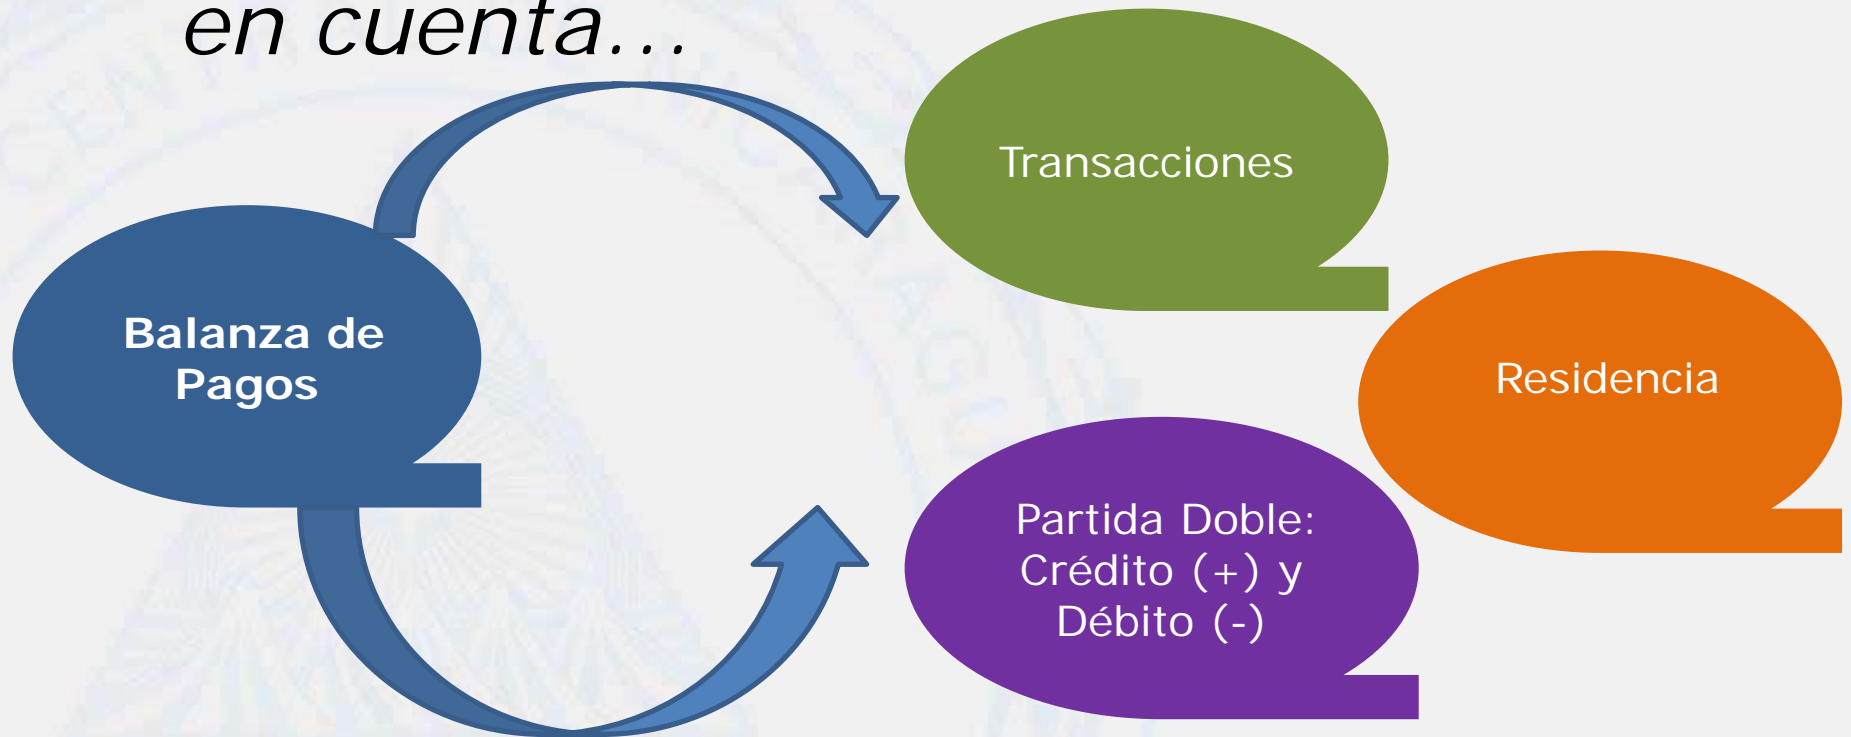 en cuenta...
Transacciones
Balanza de
Pagos
Residencia
Partida Doble:
Crédito (+) y
Débito (-)